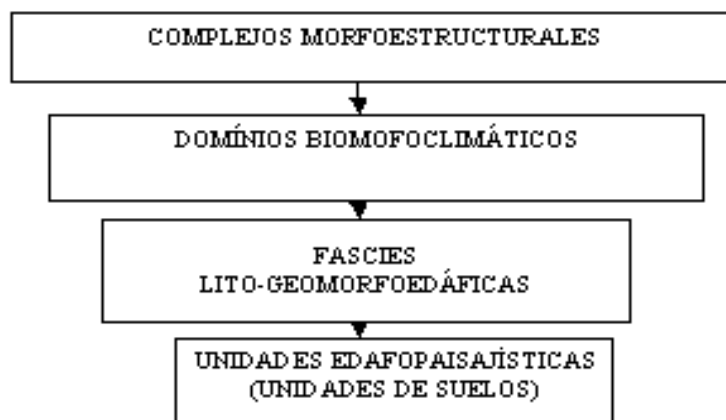 COMPLEJOS MORFOESTRUCTURALES
DOMÍNIOS BIOMOFOCLIMÁTICOS
FASCIES
LITO-GEOMORFOEDÁFICAS
UNIDADES EDAFOPAISAJÍSTICAS
(UNIDADES DE SUELOS)